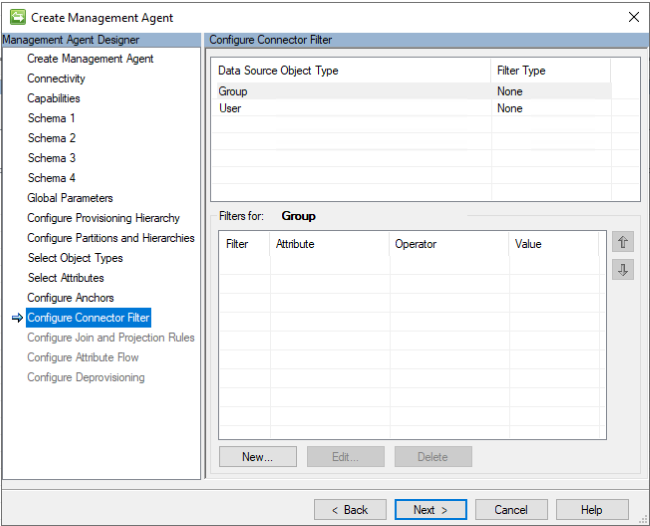 Create Management Agent
Management Agent Designer
Create Management Agent
Connectivity
Capabilities
Schema 1
Schema 2
Schema 3
Schema 4
Global Parameters
Configure Provisioning Hierarchy
Configure Partitions and Hierarchies
Select Object Types
Select Attributes
Configure Anchors
Configure Connector Filter
Configure Join and Projection Rules
Configure Attribute Flow
Configure Deprovisioning
Configure Connector Filter
Data Source Object Type Filter Type
Group None
User None
Filters for: Group
Filter Attribute Operator Value
New... Edit... Delete
< Back Next > Cancel Help